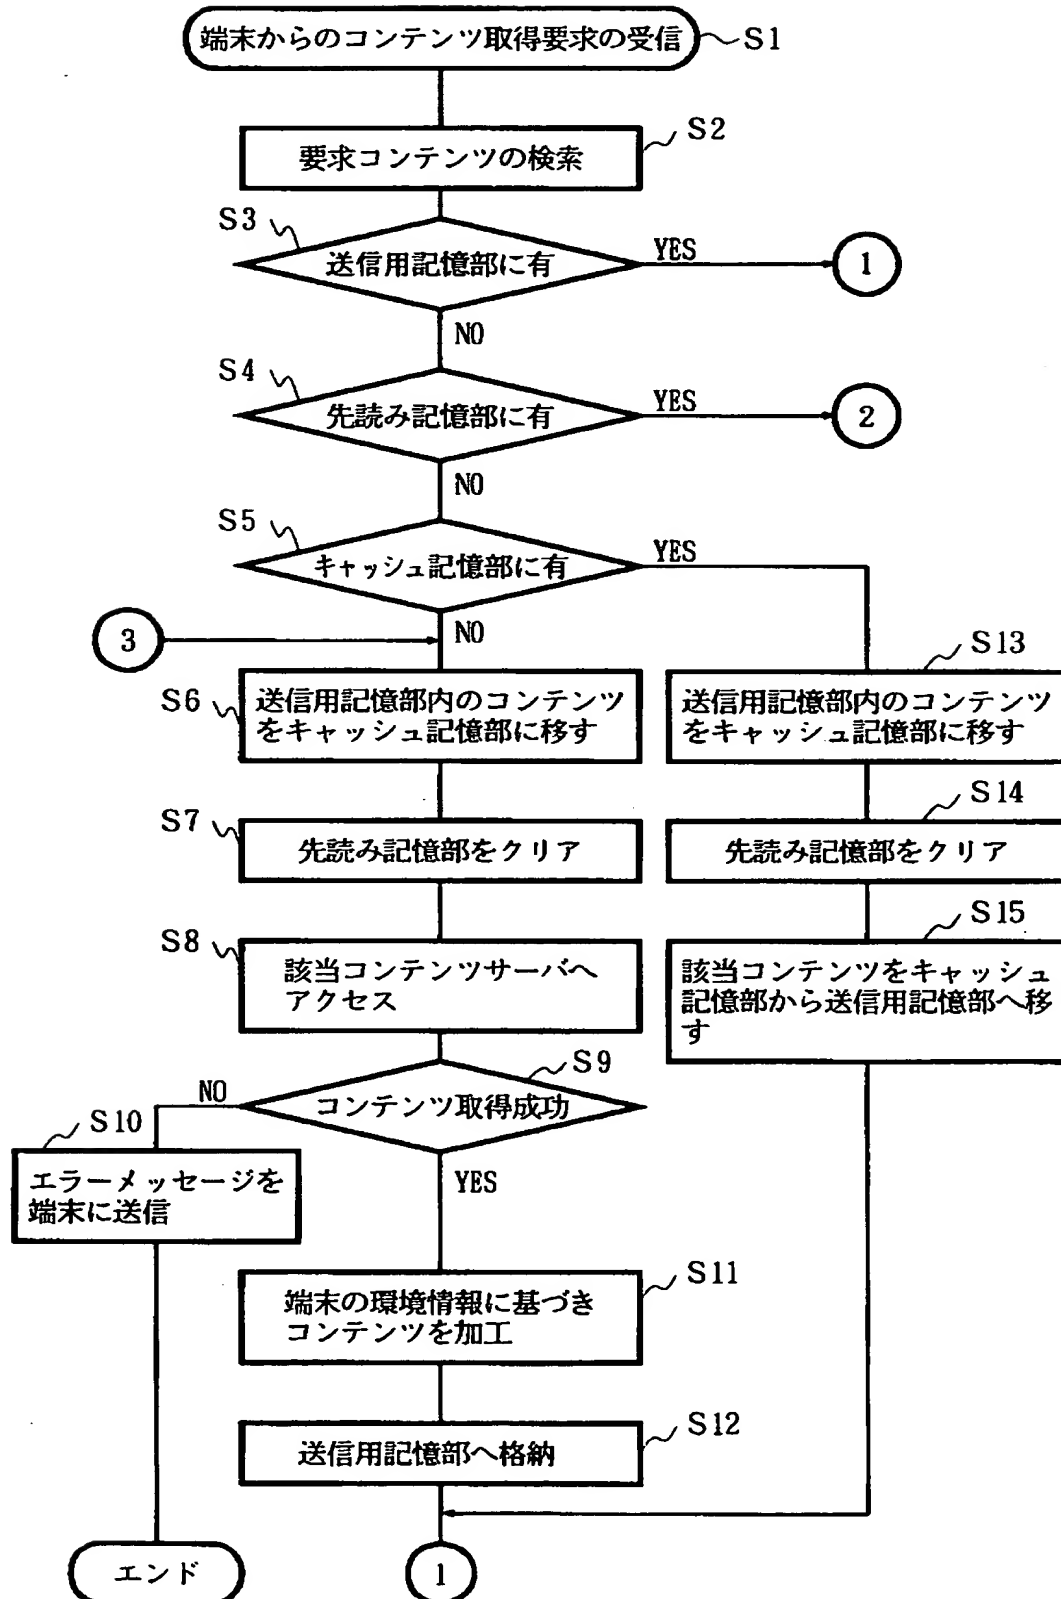 端末からのコンテンツ取得要求の受信
S1
要求コンテンツの検索
S2
S3
送信用記憶部に有
YES
1
NO
S4
先読み記憶部に有
YES
2
NO
S5
キャッシュ記憶部に有
YES
NO
3
S6
送信用記憶部内のコンテンツ
をキャッシュ記憶部に移す
S13
送信用記憶部内のコンテンツ
をキャッシュ記憶部に移す
S7
先読み記憶部をクリア
S14
先読み記憶部をクリア
S8
該当コンテンツサーバへ
アクセス
S15
該当コンテンツをキャッシュ
記憶部から送信用記憶部へ移
す
S9
コンテンツ取得成功
NO
S10
エラーメッセージを
端末に送信
YES
S11
端末の環境情報に基づき
コンテンツを加工
S12
送信用記憶部へ格納
エンド
1